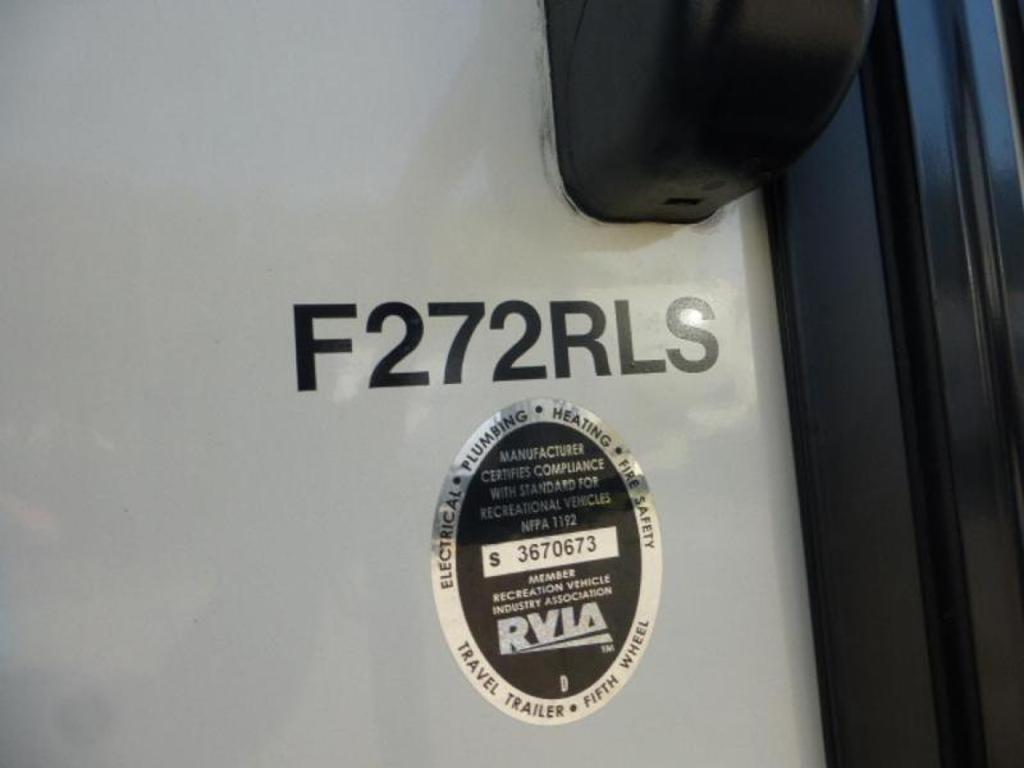 F272RLS
ELECTRICAL • PLUMBING • HEATING • FIRE SAFETY
MANUFACTURER
CERTIFIES COMPLIANCE
WITH STANDARD FOR
RECREATIONAL VEHICLES
NFPA 1192
S 3670673
MEMBER
RECREATION VEHICLE
INDUSTRY ASSOCIATION
RVIA TM
D
TRAVEL TRAILER • FIFTH WHEEL